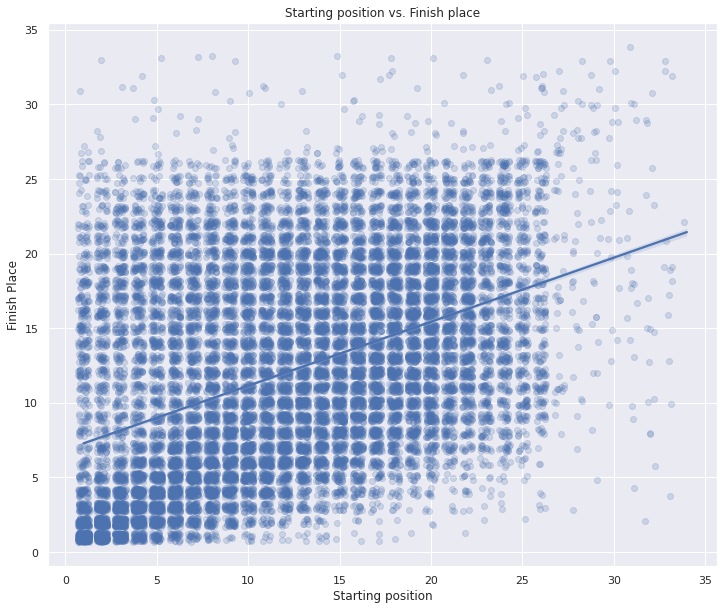 Starting position vs. Finish place
35
30
25
20
15
10
5
0
Finish Place
0 5 10 15 20 25 30 35
Starting position